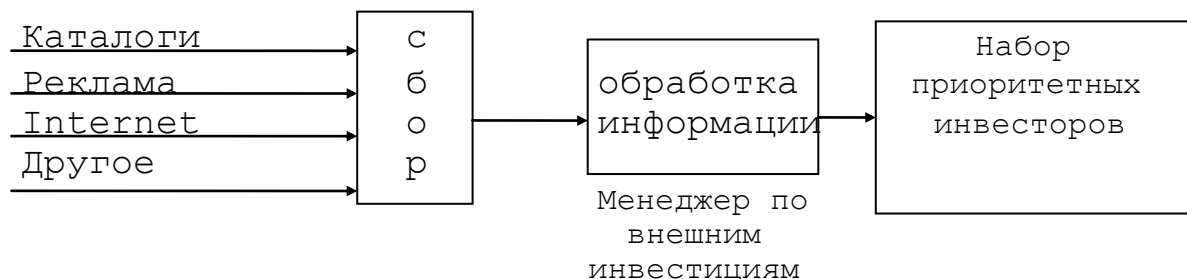 Каталоги
Реклама
Internet
Другое
с
б
о
р
обработка
информации
Менеджер по
внешним
инвестициям
Набор
приоритетных
инвесторов